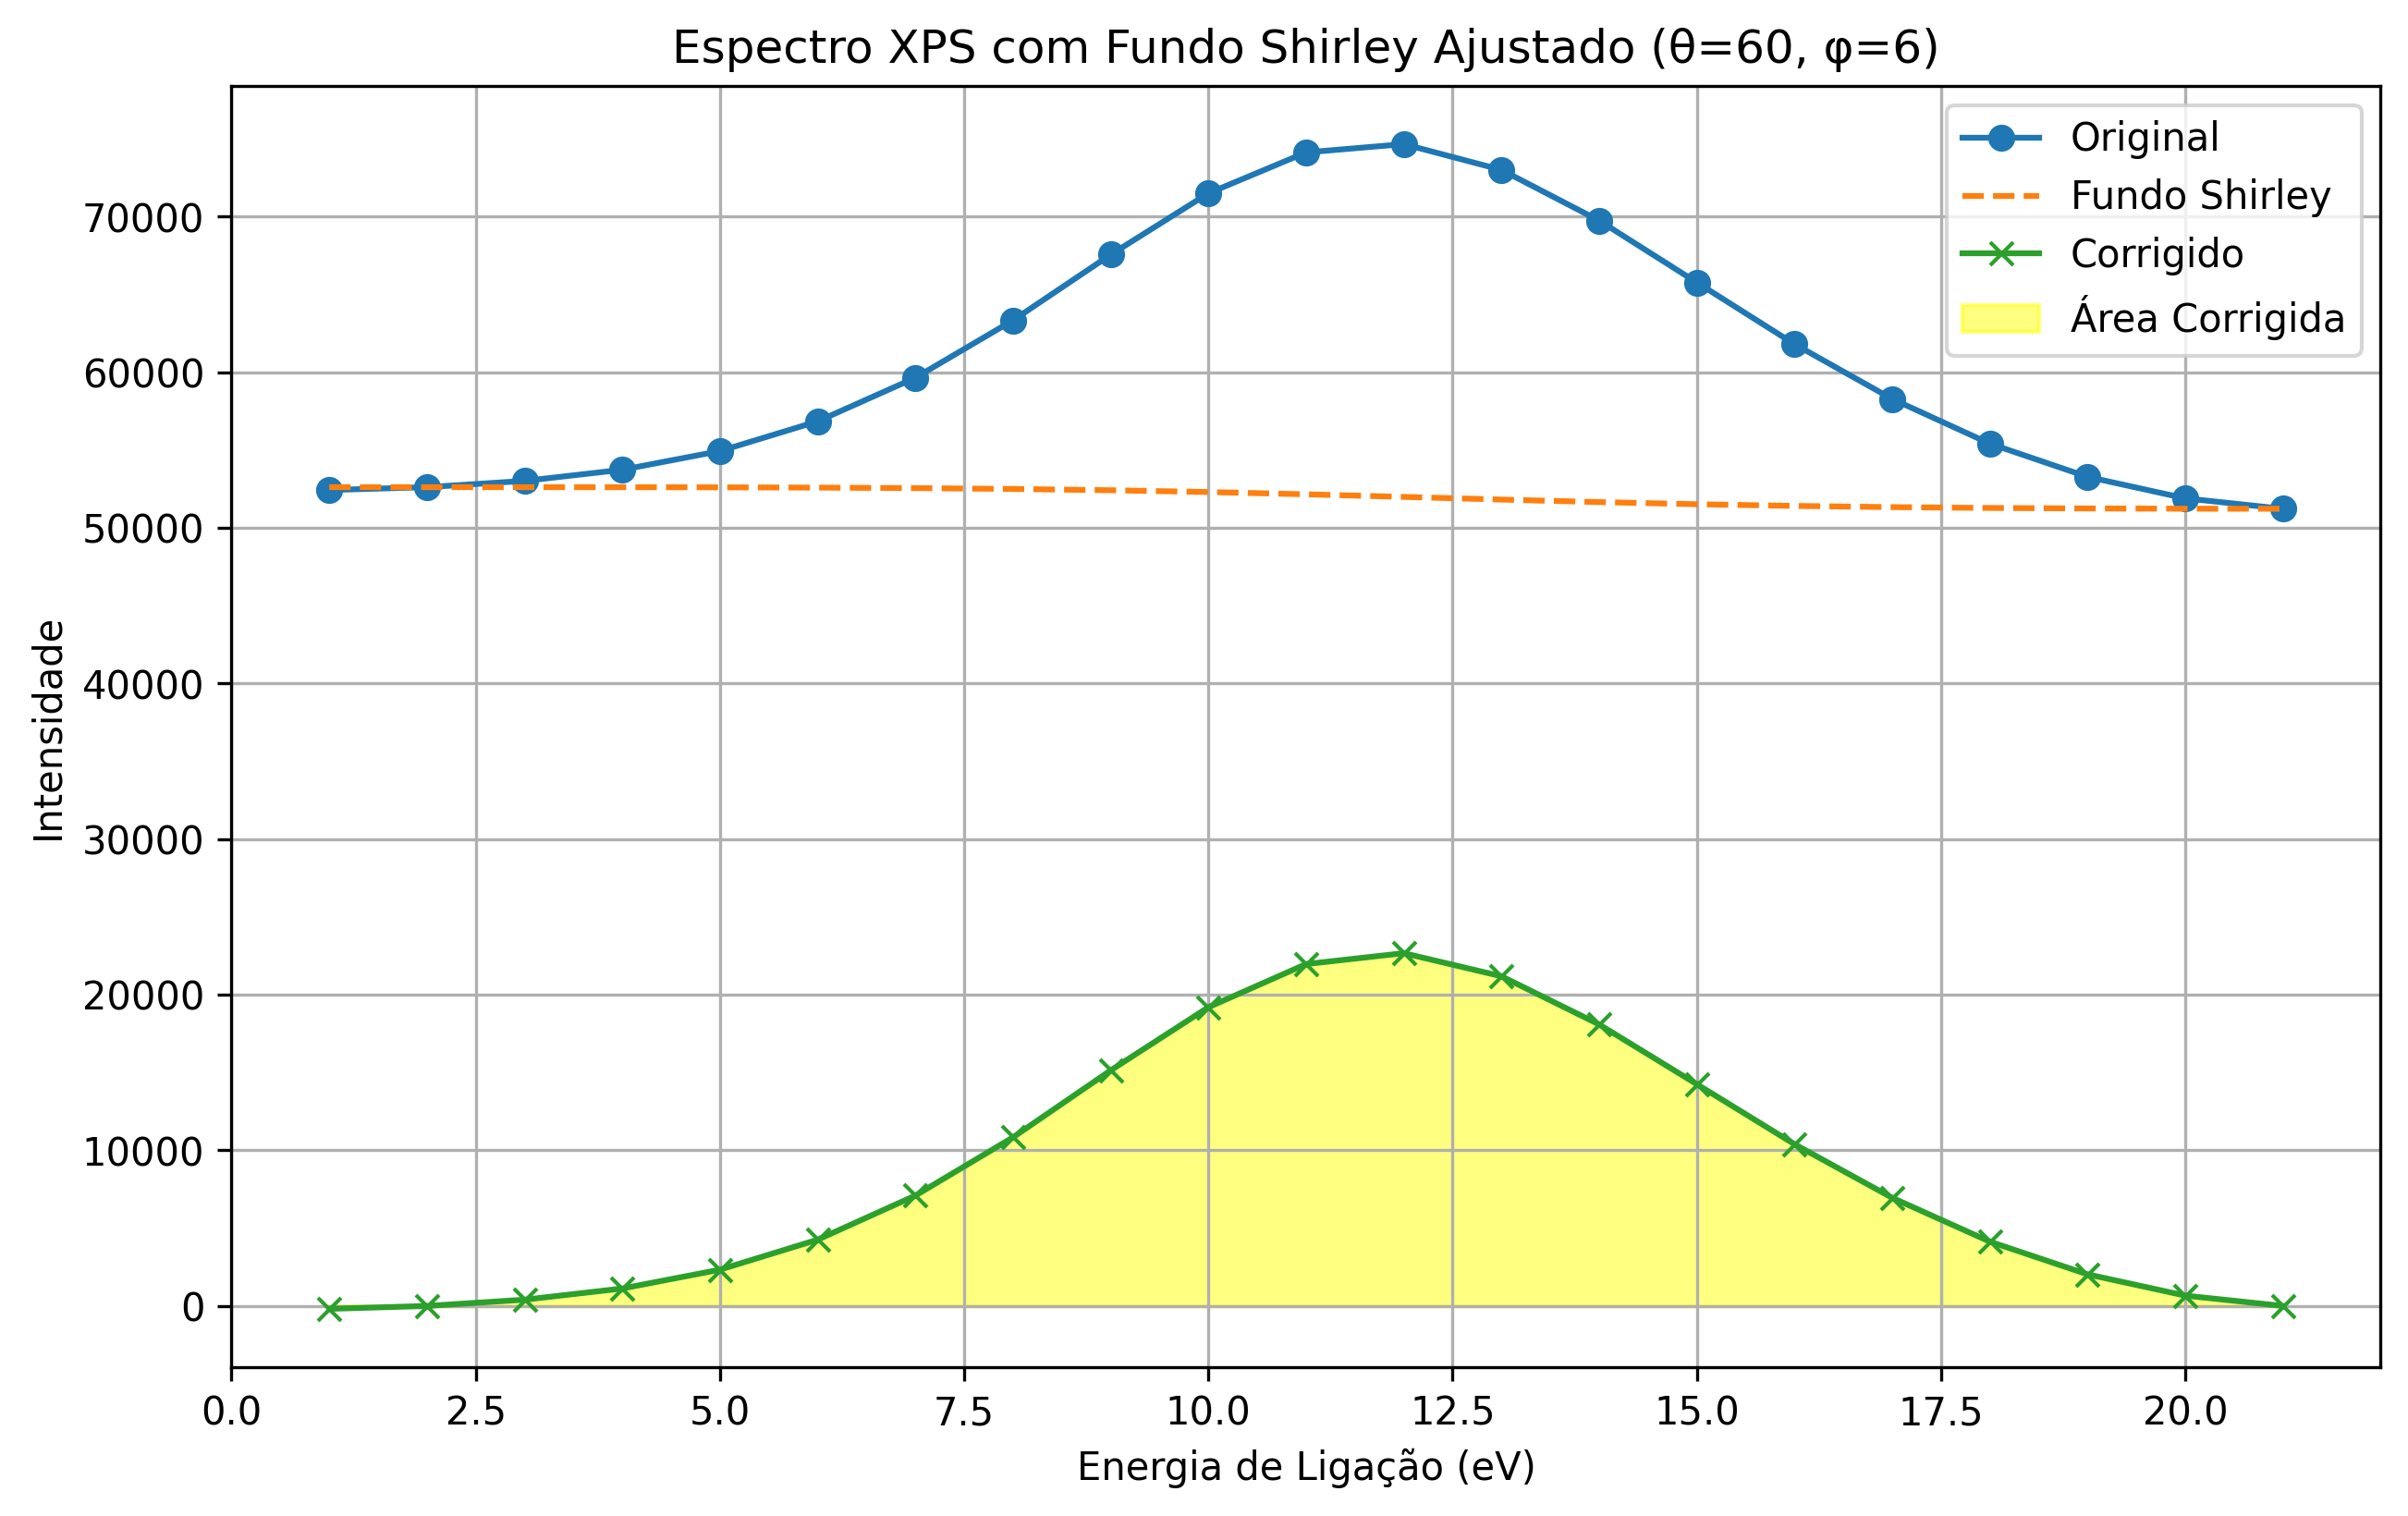 Espectro XPS com Fundo Shirley Ajustado (θ=60, φ=6)
Original
Fundo Shirley
Corrigido
Área Corrigida
Intensidade
70000
60000
50000
40000
30000
20000
10000
0
0.0 2.5 5.0 7.5 10.0 12.5 15.0 17.5 20.0
Energia de Ligação (eV)